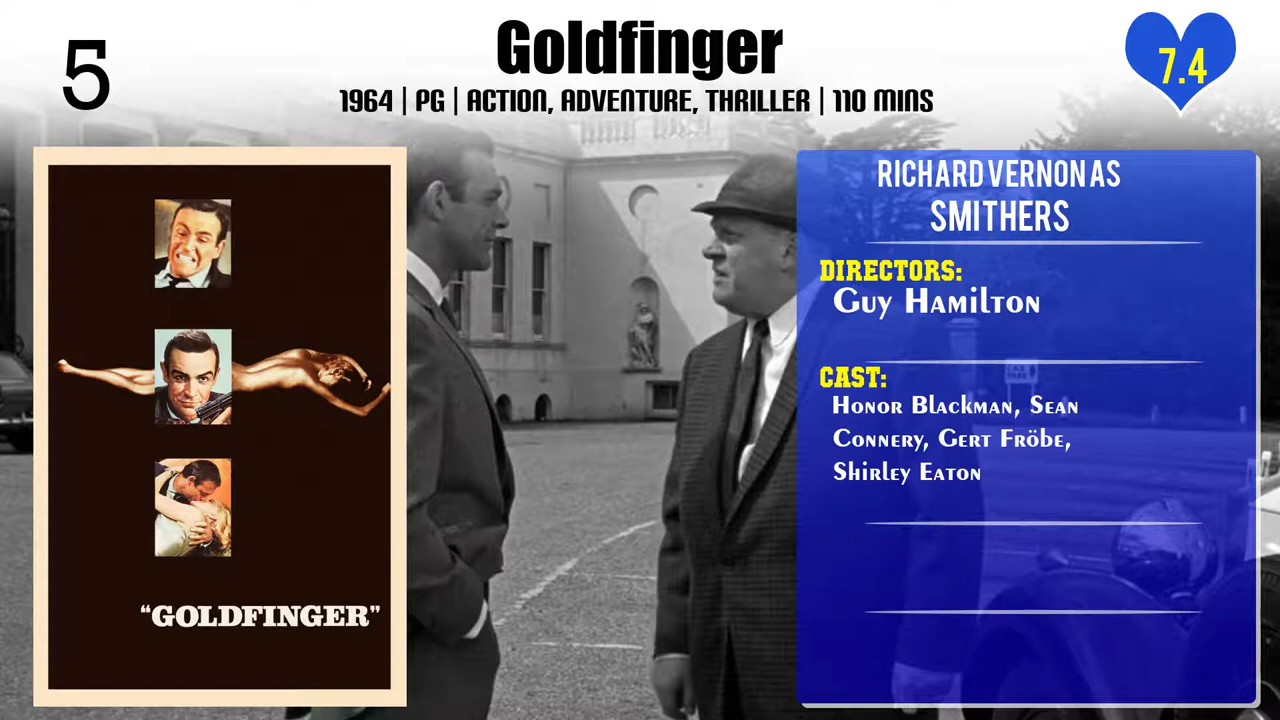 5
Goldfinger
7.4
1964 | PG | ACTION, ADVENTURE, THRILLER | 110 MINS
RICHARD VERNON AS
SMITHERS
DIRECTORS:
Guy Hamilton
CAST:
Honor Blackman, Sean
Connery, Gert Fröbe,
Shirley Eaton
“GOLDFINGER”